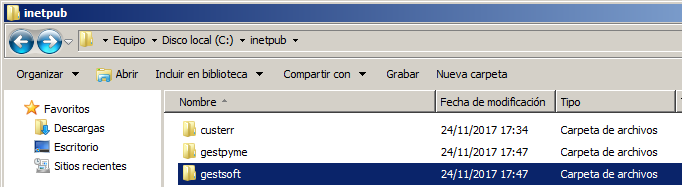 inetpub
Equipo Disco local (C:) inetpub
Organizar Abrir Incluir en biblioteca Compartir con Grabar Nueva carpeta
Favoritos
Descargas
Escritorio
Sitios recientes
Nombre Fecha de modificación Tipo
custerr 24/11/2017 17:34 Carpeta de archivos
gestpyme 24/11/2017 17:47 Carpeta de archivos
gestsoft 24/11/2017 17:47 Carpeta de archivos